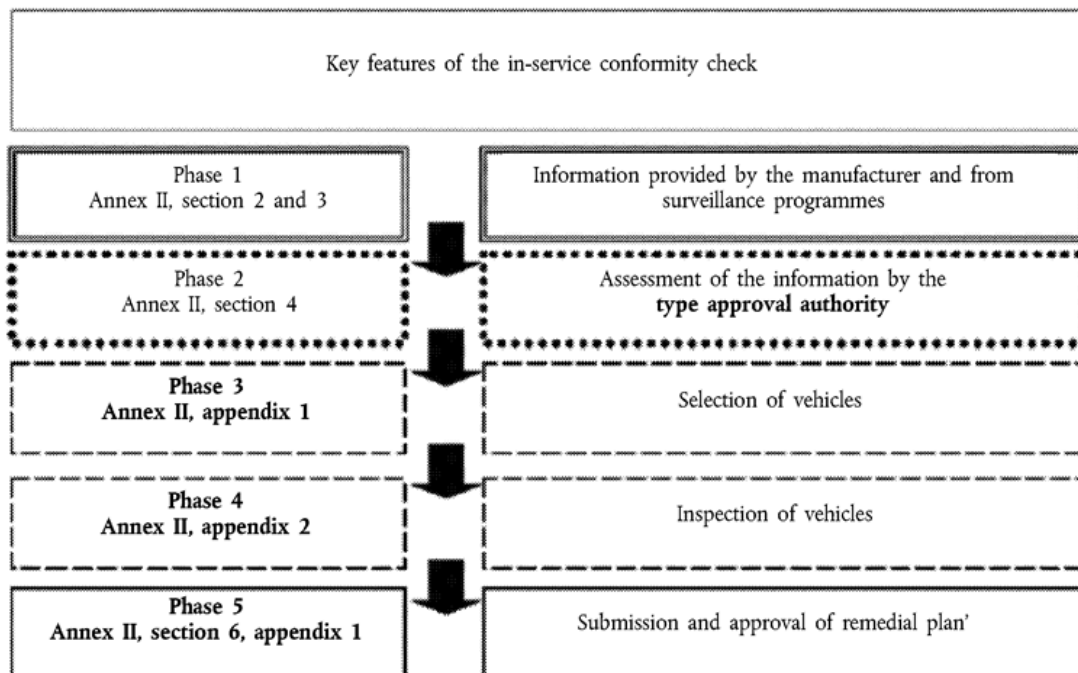 Key features of the in-service conformity check
Phase 1
Annex II, section 2 and 3
Information provided by the manufacturer and from
surveillance programmes
Phase 2
Annex II, section 4
Assessment of the information by the
type approval authority
Phase 3
Annex II, appendix 1
Selection of vehicles
Phase 4
Annex II, appendix 2
Inspection of vehicles
Phase 5
Annex II, section 6, appendix 1
Submission and approval of remedial plan’